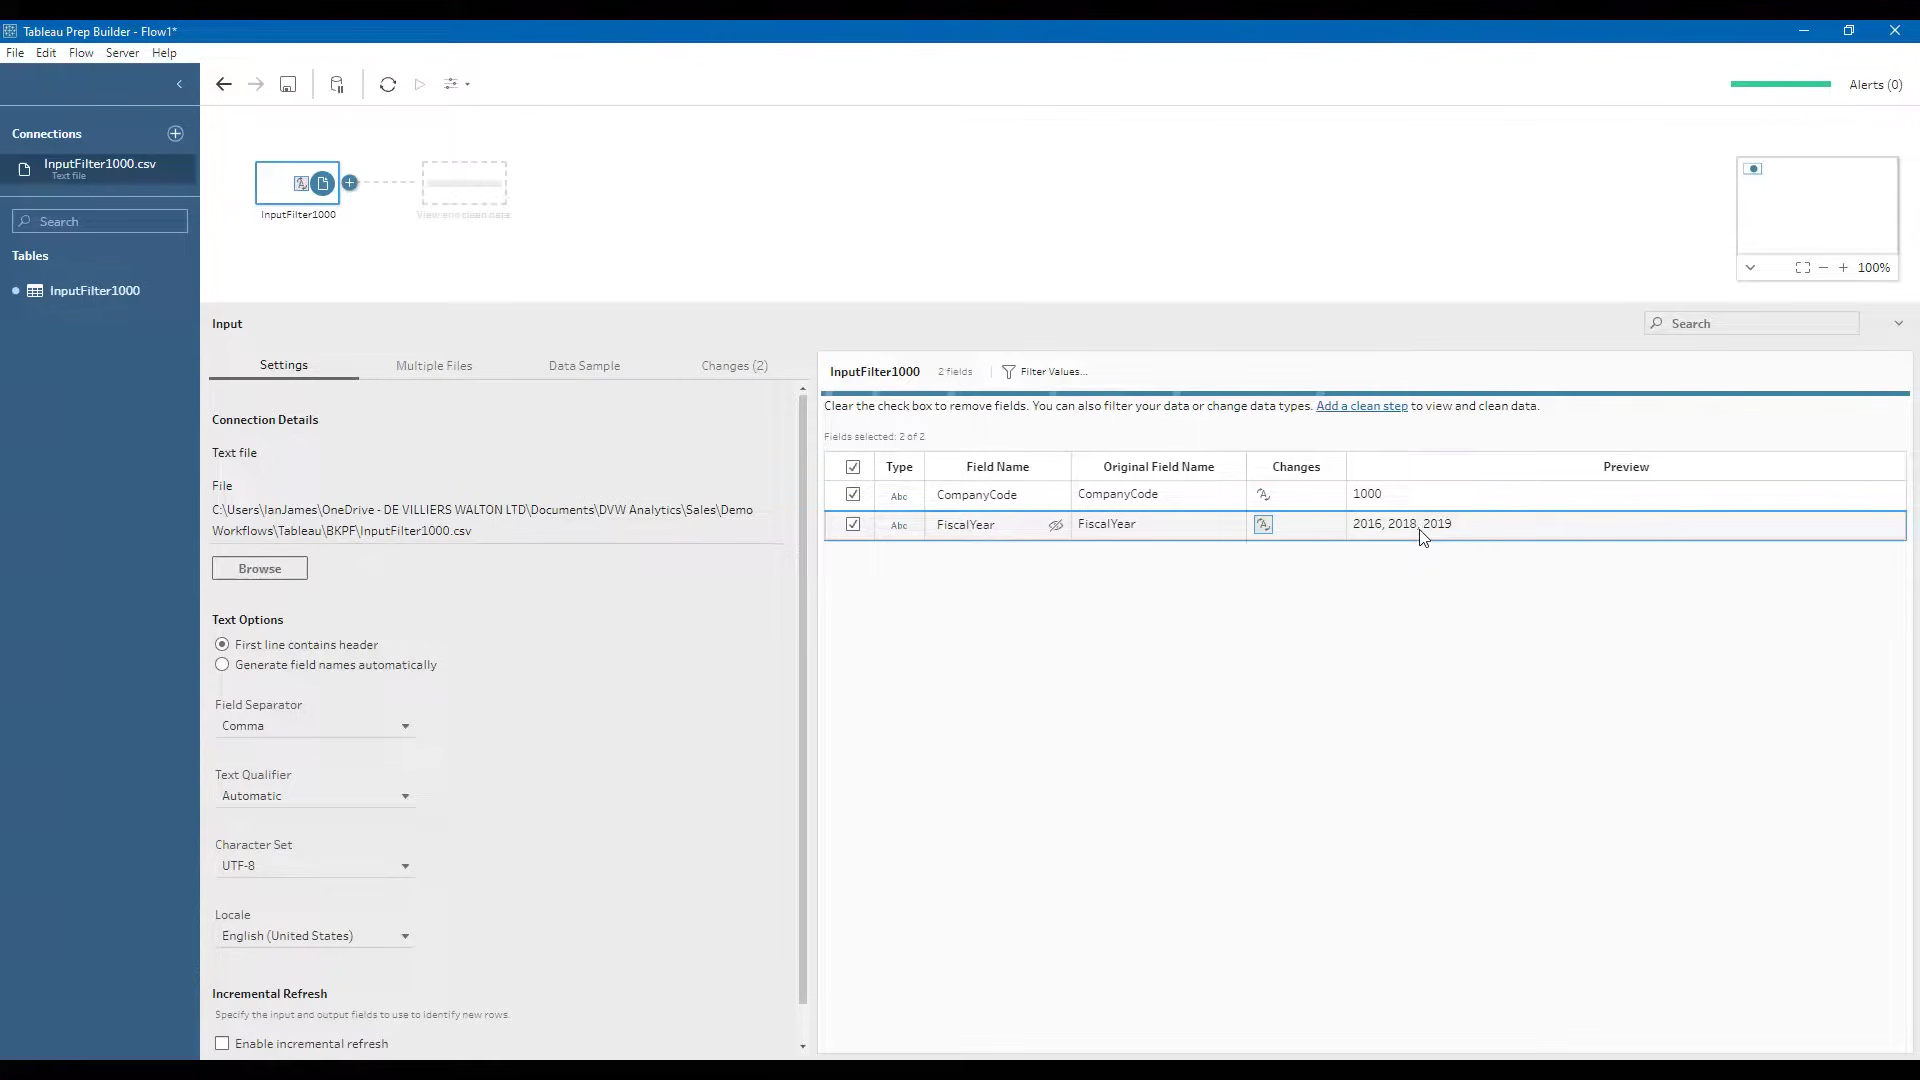 Tableau Prep Builder - Flow1*
File Edit Flow Server Help
Alerts (0)
Connections
InputFilter1000.csv
Text file
Search
Tables
InputFilter1000
InputFilter1000
View and clean data
100%
Input
Search
Settings Multiple Files Data Sample Changes (2)
Connection Details
Text file
File
C:\Users\IanJames\OneDrive - DE VILLIERS WALTON LTD\Documents\DVW Analytics\Sales\Demo
Workflows\Tableau\BKPF\InputFilter1000.csv
Browse
Text Options
First line contains header
Generate field names automatically
Field Separator
Comma
Text Qualifier
Automatic
Character Set
UTF-8
Locale
English (United States)
Incremental Refresh
Specify the input and output fields to use to identify new rows.
Enable incremental refresh
InputFilter1000 2 fields Filter Values...
Clear the check box to remove fields. You can also filter your data or change data types. Add a clean step to view and clean data.
Fields selected: 2 of 2
Type Field Name Original Field Name Changes Preview
Abc CompanyCode CompanyCode 1000
Abc FiscalYear FiscalYear 2016, 2018, 2019